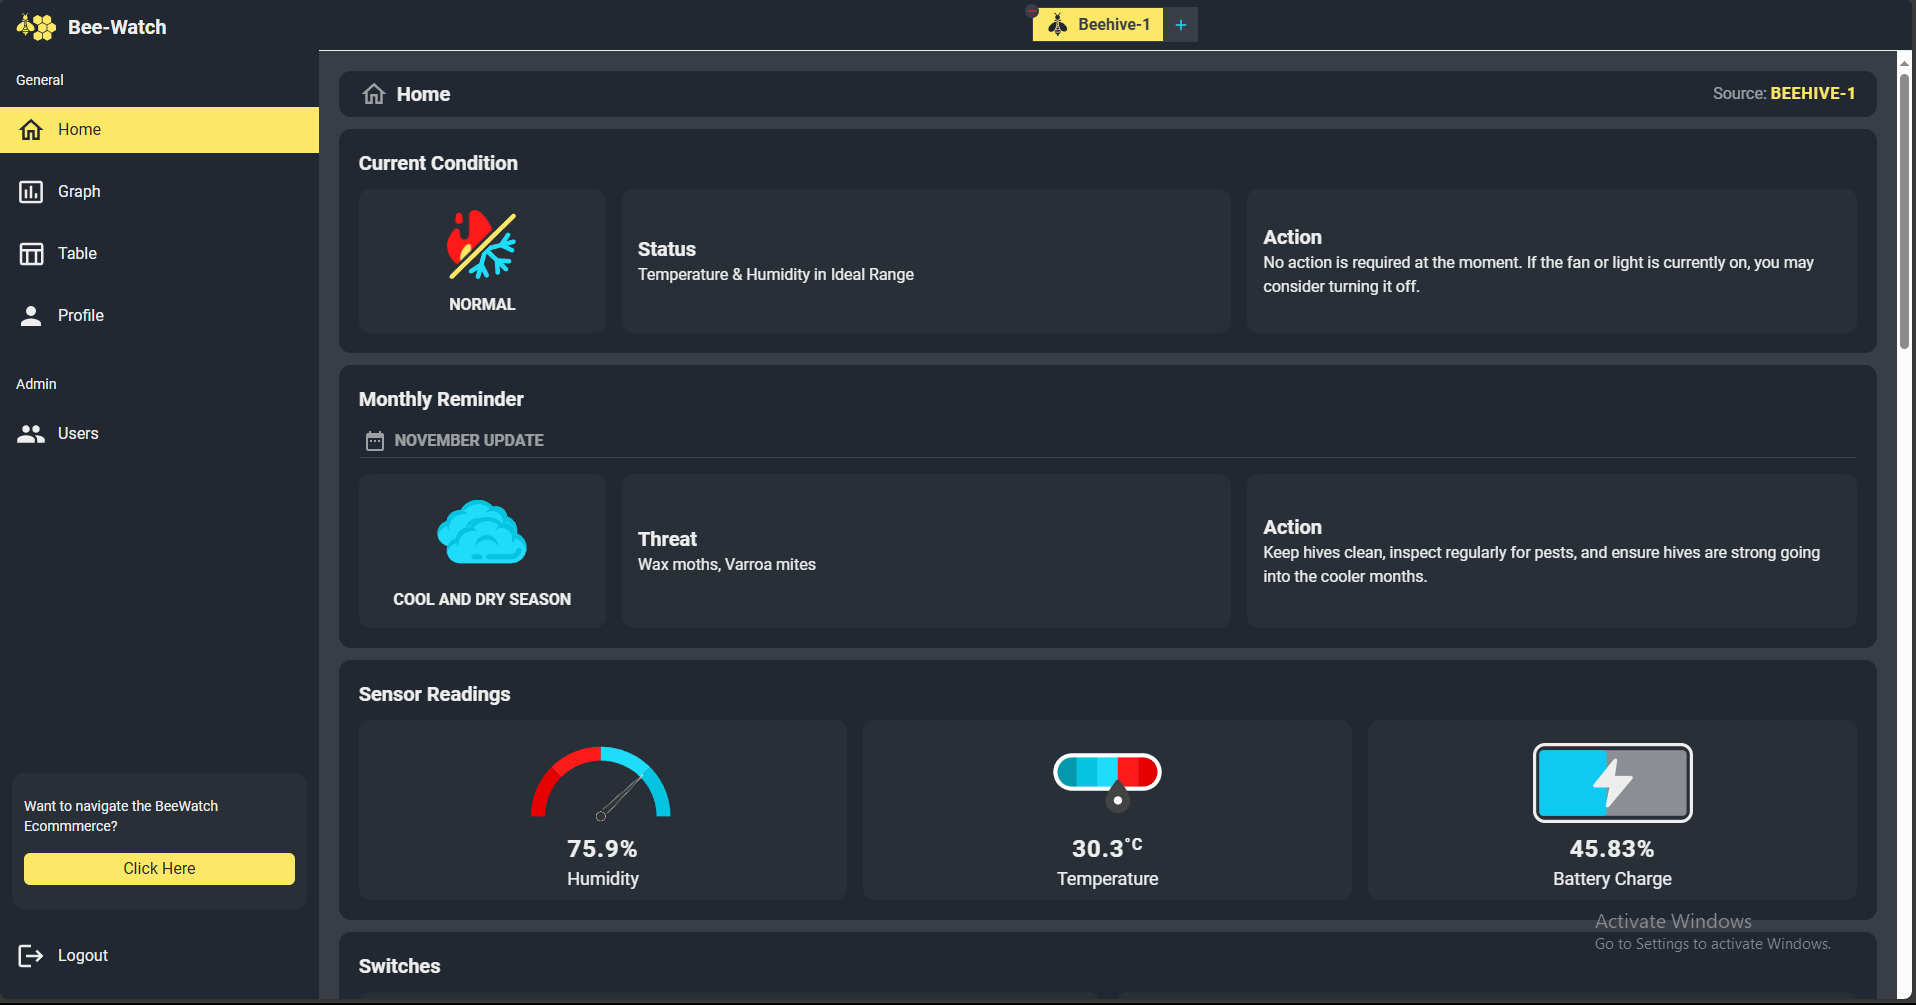 Bee-Watch
Beehive-1
+
General
Home
Graph
Table
Profile
Admin
Users
Want to navigate the BeeWatch
Ecommmerce?
Click Here
Logout
Home
Source: BEEHIVE-1
Current Condition
NORMAL
Status
Temperature & Humidity in Ideal Range
Action
No action is required at the moment. If the fan or light is currently on, you may
consider turning it off.
Monthly Reminder
NOVEMBER UPDATE
COOL AND DRY SEASON
Threat
Wax moths, Varroa mites
Action
Keep hives clean, inspect regularly for pests, and ensure hives are strong going
into the cooler months.
Sensor Readings
75.9%
Humidity
30.3°C
Temperature
45.83%
Battery Charge
Switches
Activate Windows
Go to Settings to activate Windows.